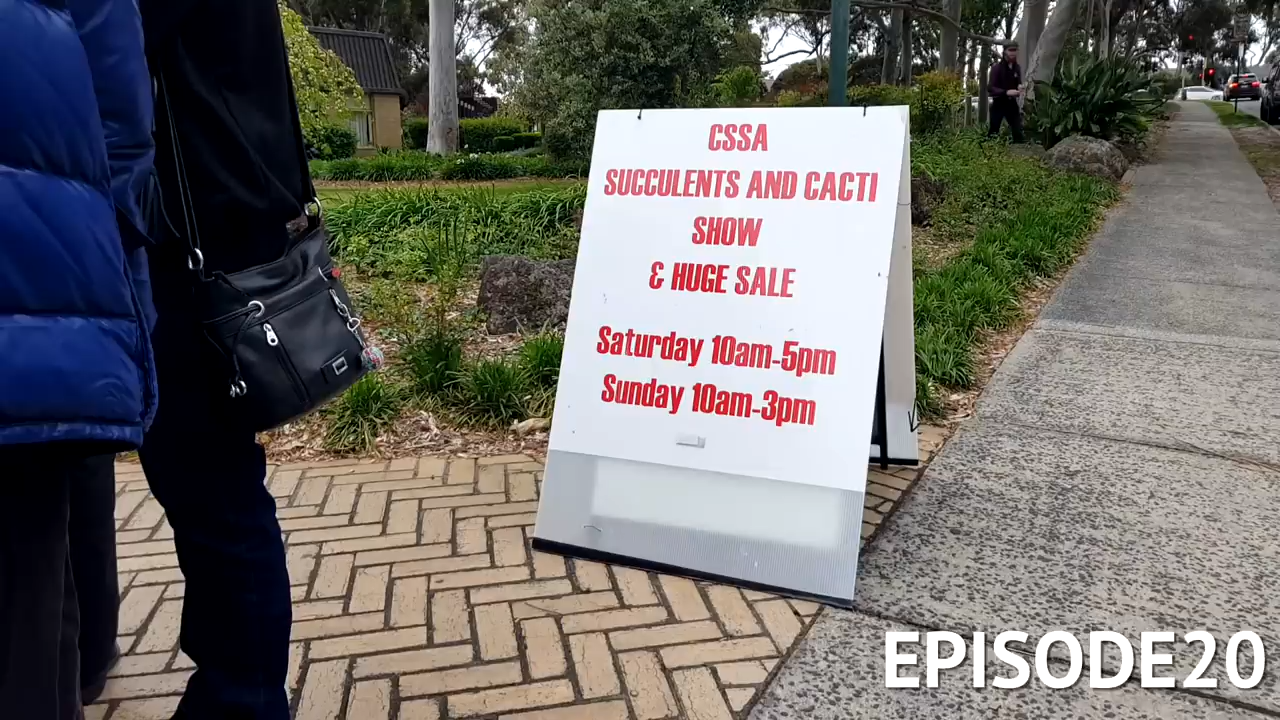 CSSA
SUCCULENTS AND CACTI
SHOW
& HUGE SALE
Saturday 10am-5pm
Sunday 10am-3pm
EPISODE20